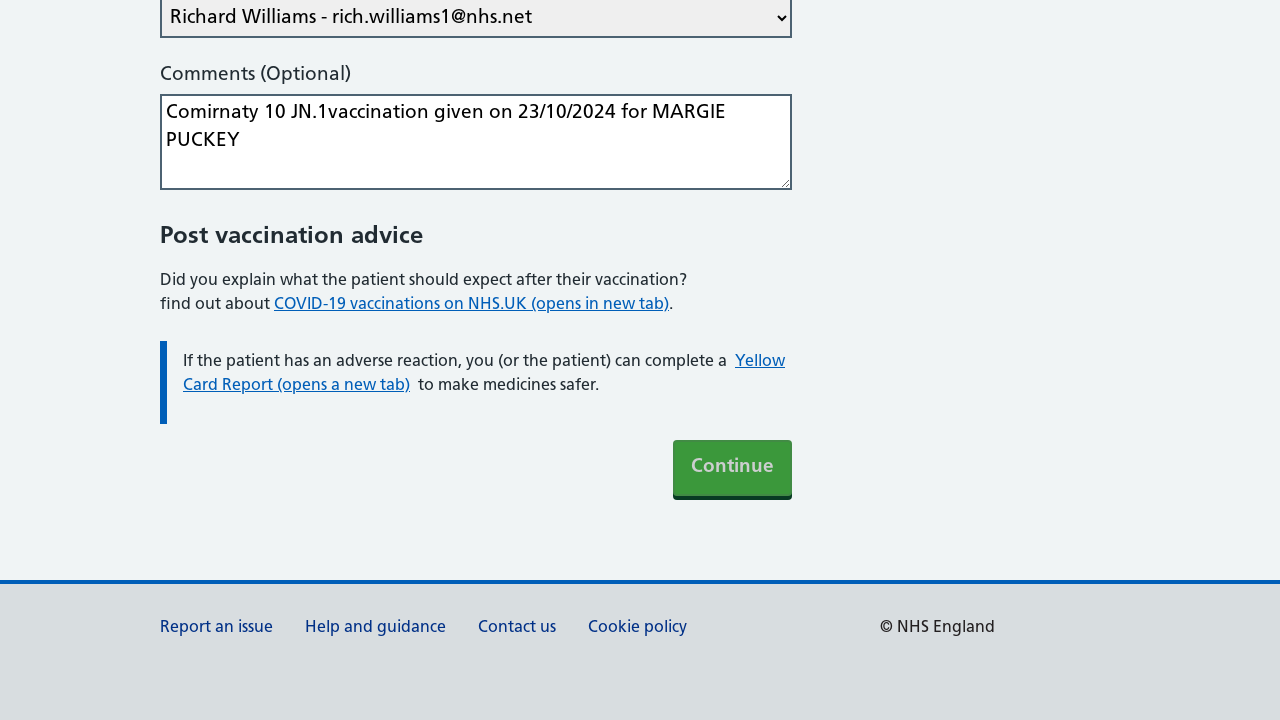 Richard Williams - rich.williams1@nhs.net
Comments (Optional)
Comirnaty 10 JN.1vaccination given on 23/10/2024 for MARGIE
PUCKEY
Post vaccination advice
Did you explain what the patient should expect after their vaccination?
find out about COVID-19 vaccinations on NHS.UK (opens in new tab).
If the patient has an adverse reaction, you (or the patient) can complete a Yellow
Card Report (opens a new tab) to make medicines safer.
Continue
Report an issue Help and guidance Contact us Cookie policy © NHS England